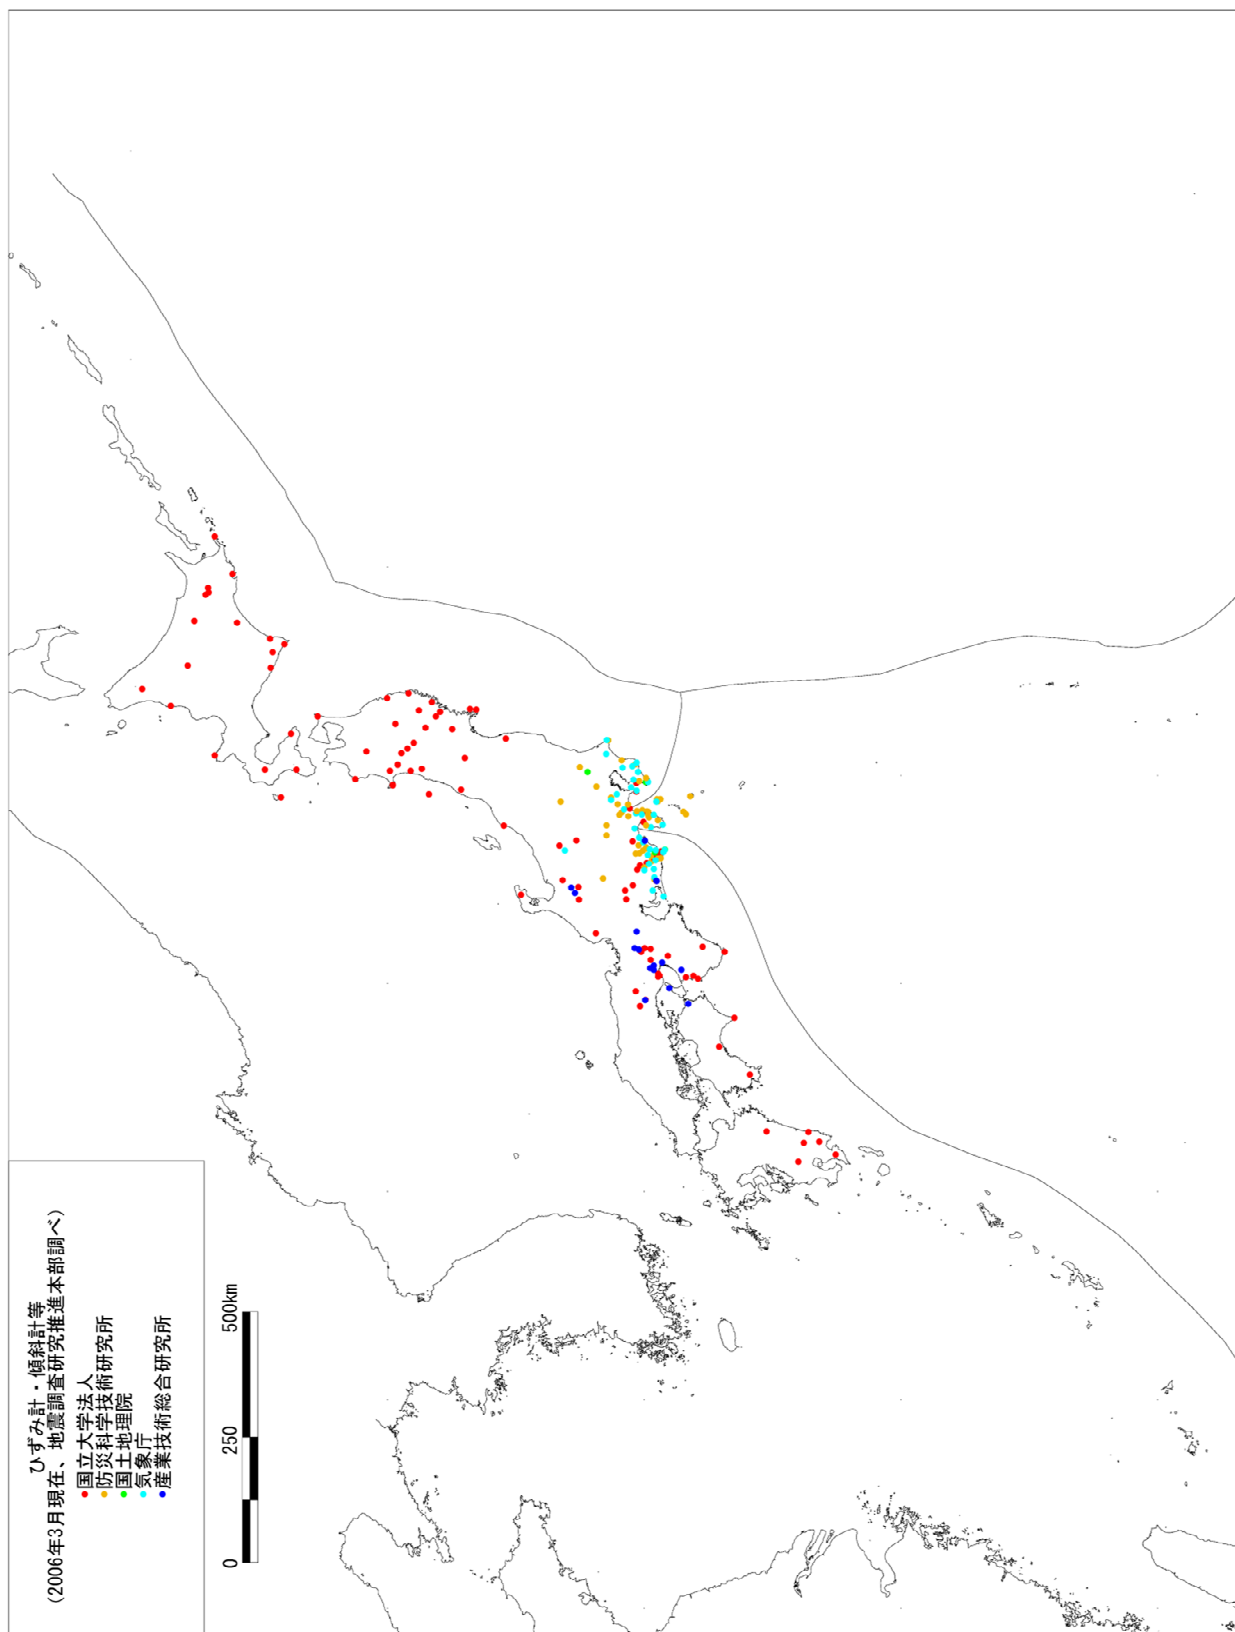 ひずみ計・傾斜計等
(2006年3月現在、地震調査研究推進本部調べ)
国立大学法人
防災科学技術研究所
国土地理院
気象庁
産業技術総合研究所
0 250 500km